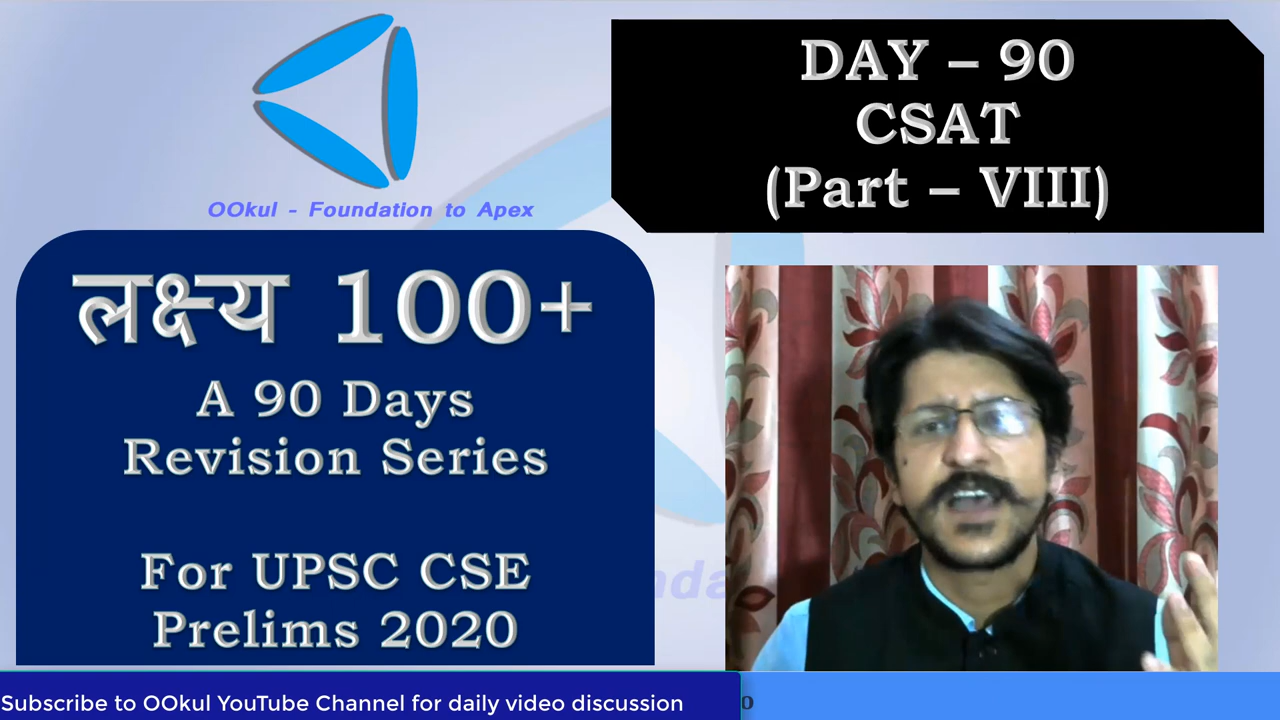 OOkul - Foundation to Apex
DAY – 90
CSAT
(Part – VIII)
लक्ष्य 100+
A 90 Days
Revision Series
For UPSC CSE
Prelims 2020
Subscribe to OOkul YouTube Channel for daily video discussion